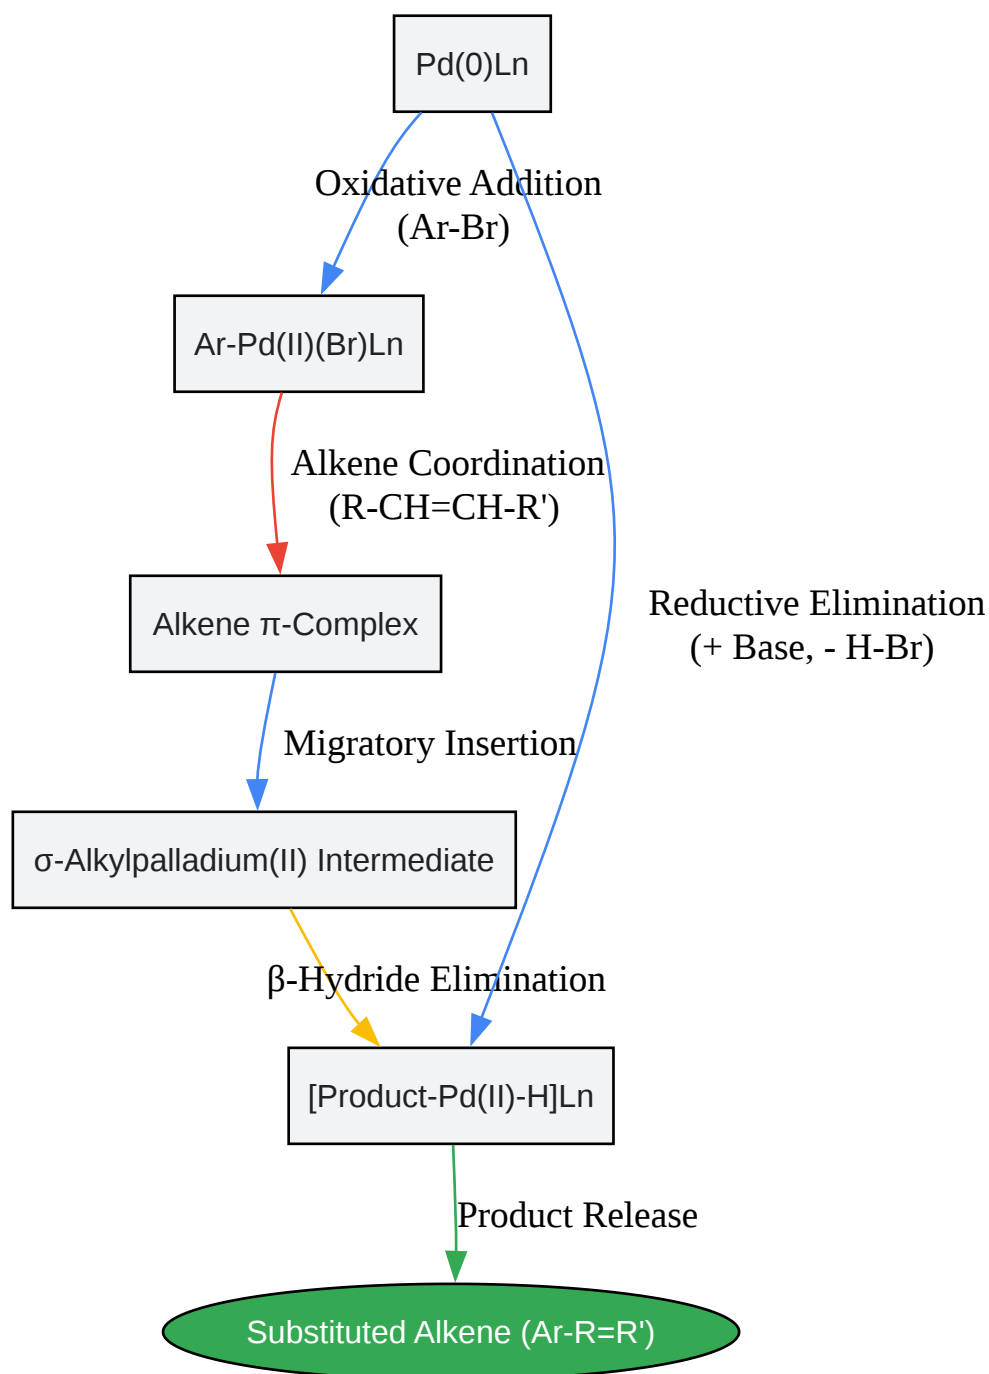 Pd(0)Ln
Oxidative Addition
(Ar-Br)
Ar-Pd(II)(Br)Ln
Alkene Coordination
(R-CH=CH-R')
Alkene π-Complex
Reductive Elimination
(+ Base, - H-Br)
Migratory Insertion
σ-Alkylpalladium(II) Intermediate
β-Hydride Elimination
[Product-Pd(II)-H]Ln
Product Release
Substituted Alkene (Ar-R=R')